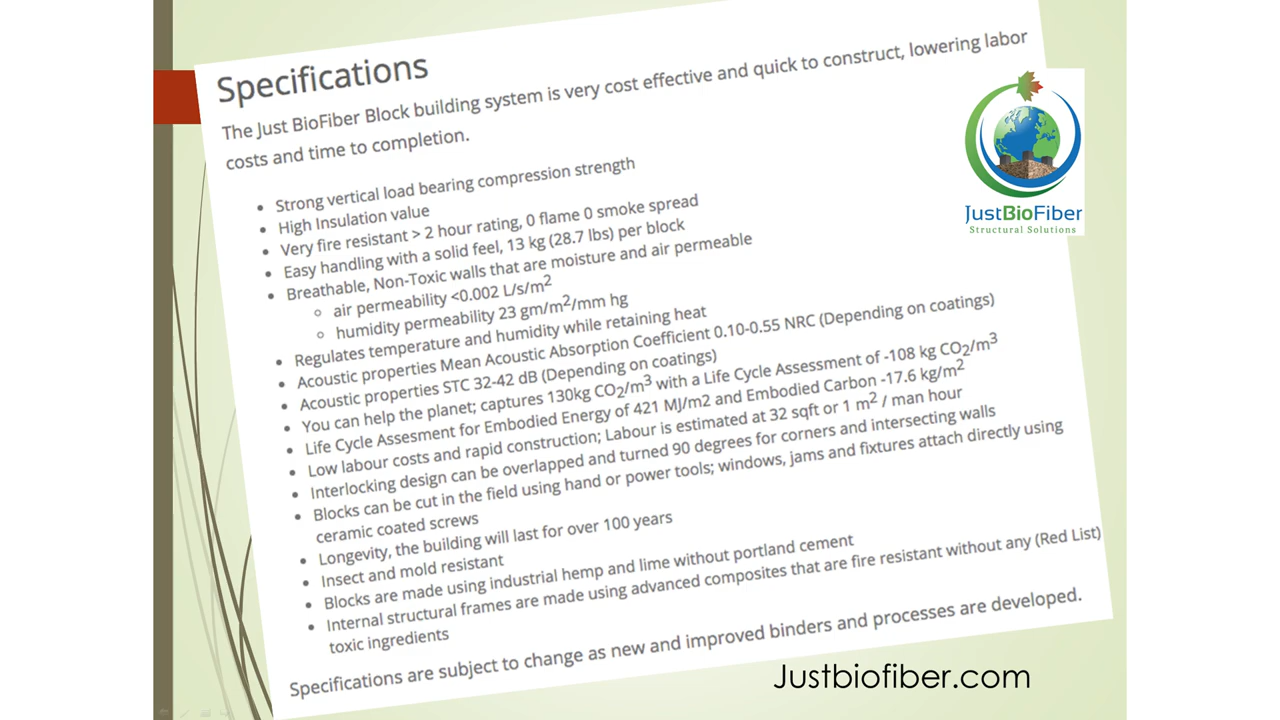 Specifications
The Just BioFiber Block building system is very cost effective and quick to construct, lowering labor
costs and time to completion.
• Strong vertical load bearing compression strength
• High Insulation value
• Very fire resistant > 2 hour rating, 0 flame 0 smoke spread
• Easy handling with a solid feel, 13 kg (28.7 lbs) per block
• Breathable, Non-Toxic walls that are moisture and air permeable
○ air permeability <0.002 L/s/m²
○ humidity permeability 23 gm/m²/mm hg
• Regulates temperature and humidity while retaining heat
• Acoustic properties Mean Acoustic Absorption Coefficient 0.10-0.55 NRC (Depending on coatings)
• Acoustic properties STC 32-42 dB (Depending on coatings)
• You can help the planet; captures 130kg CO₂/m³ with a Life Cycle Assessment of -108 kg CO₂/m³
• Life Cycle Assesment for Embodied Energy of 421 MJ/m2 and Embodied Carbon -17.6 kg/m²
• Low labour costs and rapid construction; Labour is estimated at 32 sqft or 1 m² / man hour
• Interlocking design can be overlapped and turned 90 degrees for corners and intersecting walls
• Blocks can be cut in the field using hand or power tools; windows, jams and fixtures attach directly using
ceramic coated screws
• Longevity, the building will last for over 100 years
• Insect and mold resistant
• Blocks are made using industrial hemp and lime without portland cement
• Internal structural frames are made using advanced composites that are fire resistant without any (Red List)
toxic ingredients
Specifications are subject to change as new and improved binders and processes are developed.
JustBioFiber
Structural Solutions
Justbiofiber.com